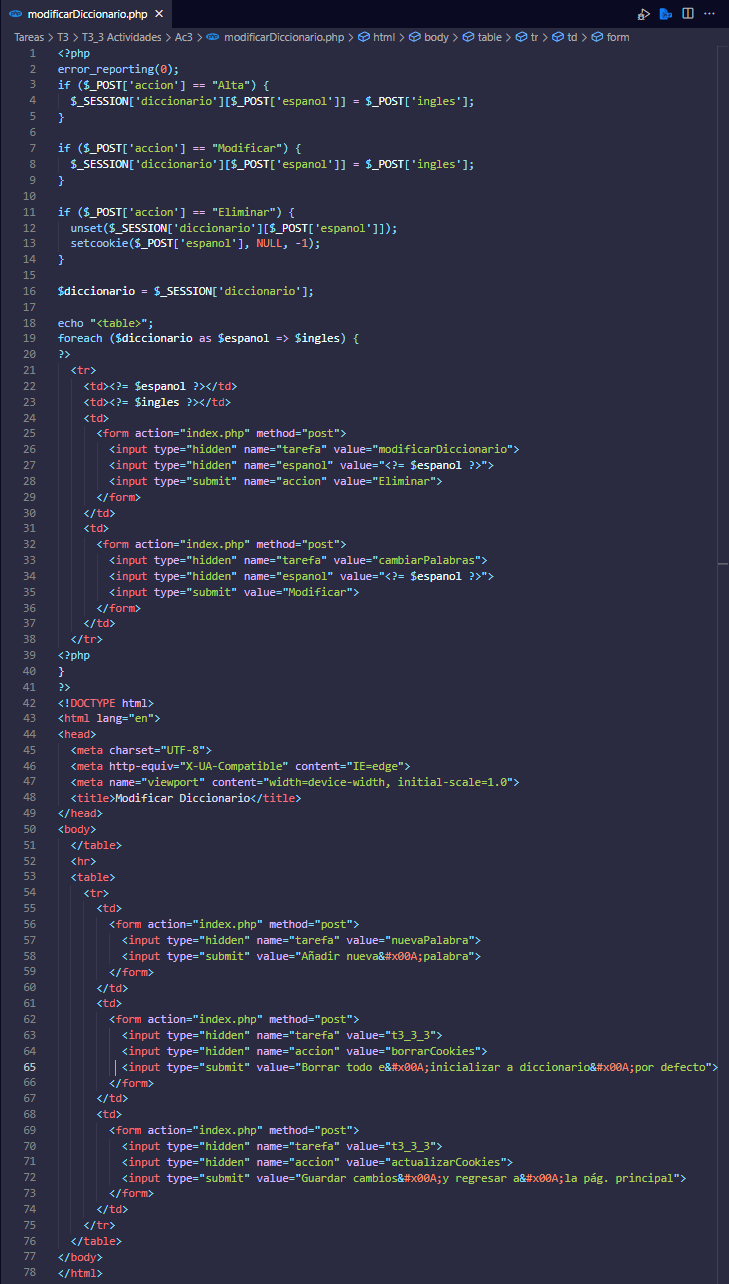 modificarDiccionario.php
Tareas > T3 > T3_3 Actividades > Ac3 > modificarDiccionario.php > html > body > table > tr > td > form
1 <?php
2 error_reporting(0);
3 if ($_POST['accion'] == "Alta") {
4   $_SESSION['diccionario'][$_POST['espanol']] = $_POST['ingles'];
5 }
6
7 if ($_POST['accion'] == "Modificar") {
8   $_SESSION['diccionario'][$_POST['espanol']] = $_POST['ingles'];
9 }
10
11 if ($_POST['accion'] == "Eliminar") {
12   unset($_SESSION['diccionario'][$_POST['espanol']]);
13   setcookie($_POST['espanol'], NULL, -1);
14 }
15
16 $diccionario = $_SESSION['diccionario'];
17
18 echo "<table>";
19 foreach ($diccionario as $espanol => $ingles) {
20 ?>
21   <tr>
22     <td><?= $espanol ?></td>
23     <td><?= $ingles ?></td>
24     <td>
25       <form action="index.php" method="post">
26         <input type="hidden" name="tarefa" value="modificarDiccionario">
27         <input type="hidden" name="espanol" value="<?= $espanol ?>">
28         <input type="submit" name="accion" value="Eliminar">
29       </form>
30     </td>
31     <td>
32       <form action="index.php" method="post">
33         <input type="hidden" name="tarefa" value="cambiarPalabras">
34         <input type="hidden" name="espanol" value="<?= $espanol ?>">
35         <input type="submit" value="Modificar">
36       </form>
37     </td>
38   </tr>
39 <?php
40 }
41 ?>
42 <!DOCTYPE html>
43 <html lang="en">
44 <head>
45   <meta charset="UTF-8">
46   <meta http-equiv="X-UA-Compatible" content="IE=edge">
47   <meta name="viewport" content="width=device-width, initial-scale=1.0">
48   <title>Modificar Diccionario</title>
49 </head>
50 <body>
51   </table>
52   <hr>
53   <table>
54     <tr>
55       <td>
56         <form action="index.php" method="post">
57           <input type="hidden" name="tarefa" value="nuevaPalabra">
58           <input type="submit" value="Añadir nueva&#x00A;palabra">
59         </form>
60       </td>
61       <td>
62         <form action="index.php" method="post">
63           <input type="hidden" name="tarefa" value="t3_3_3">
64           <input type="hidden" name="accion" value="borrarCookies">
65           <input type="submit" value="Borrar todo e&#x00A;inicializar a diccionario&#x00A;por defecto">
66         </form>
67       </td>
68       <td>
69         <form action="index.php" method="post">
70           <input type="hidden" name="tarefa" value="t3_3_3">
71           <input type="hidden" name="accion" value="actualizarCookies">
72           <input type="submit" value="Guardar cambios&#x00A;y regresar a&#x00A;la pág. principal">
73         </form>
74       </td>
75     </tr>
76   </table>
77 </body>
78 </html>